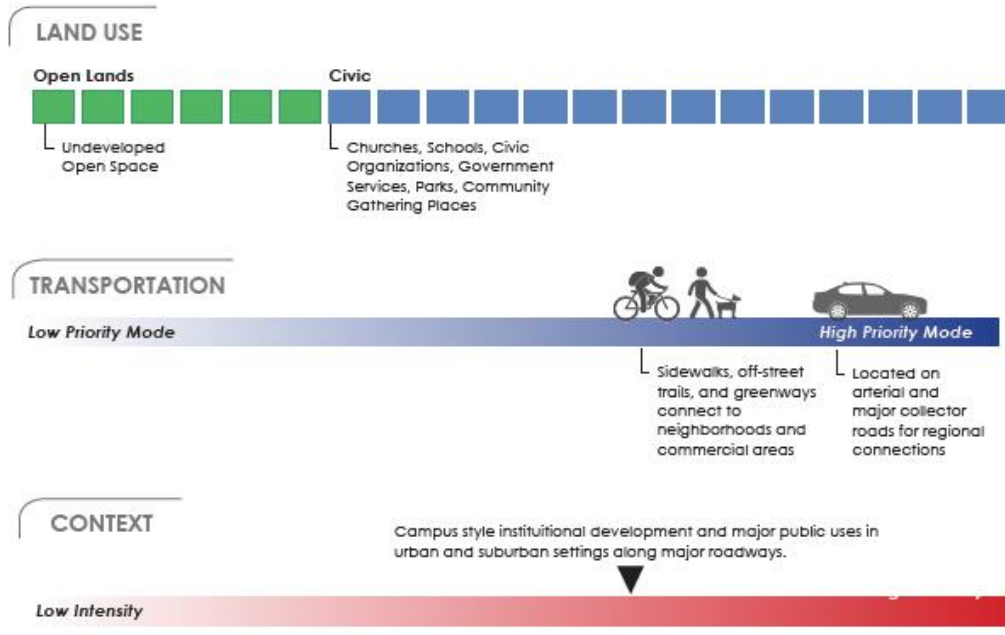 LAND USE
Open Lands
Civic
Undeveloped
Open Space
Churches, Schools, Civic
Organizations, Government
Services, Parks, Community
Gathering Places
TRANSPORTATION
Low Priority Mode
High Priority Mode
Sidewalks, off-street
trails, and greenways
connect to
neighborhoods and
commercial areas
Located on
arterial and
major collector
roads for regional
connections
CONTEXT
Campus style instituitional development and major public uses in
urban and suburban settings along major roadways.
Low Intensity